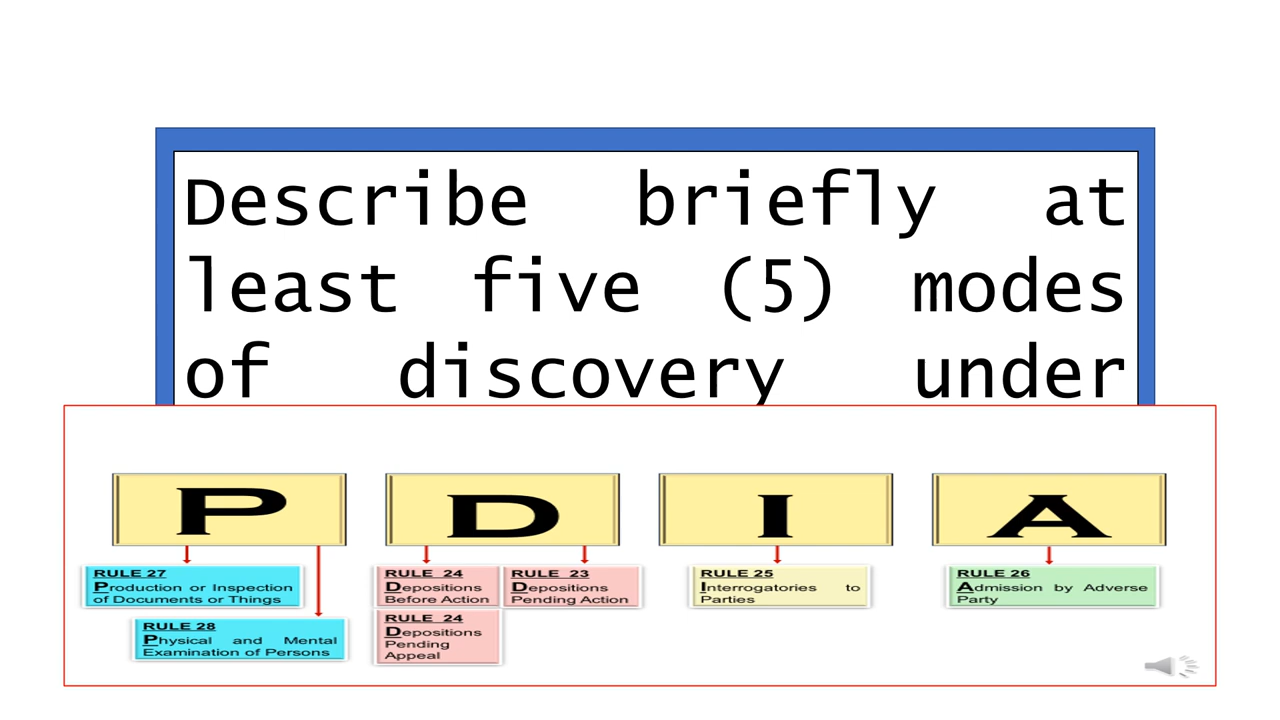 Describe briefly at
least five (5) modes
of discovery under
P
D
I
A
RULE 27
Production or Inspection
of Documents or Things
RULE 28
Physical and Mental
Examination of Persons
RULE 24
Depositions
Before Action
RULE 23
Depositions
Pending Action
RULE 24
Depositions
Pending
Appeal
RULE 25
Interrogatories to
Parties
RULE 26
Admission by Adverse
Party